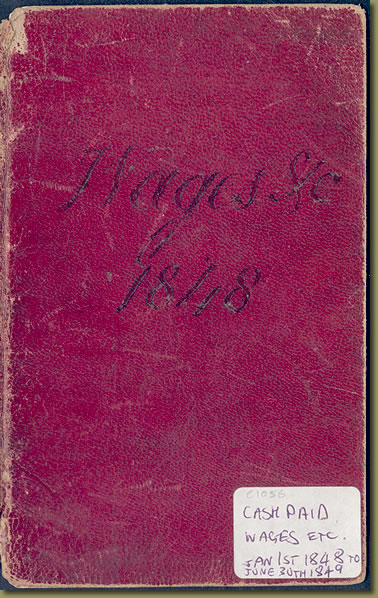 Wages &c
1848
C1056
CASH PAID
WAGES ETC.
JAN 1ST 1848 TO
JUNE 30TH 1849